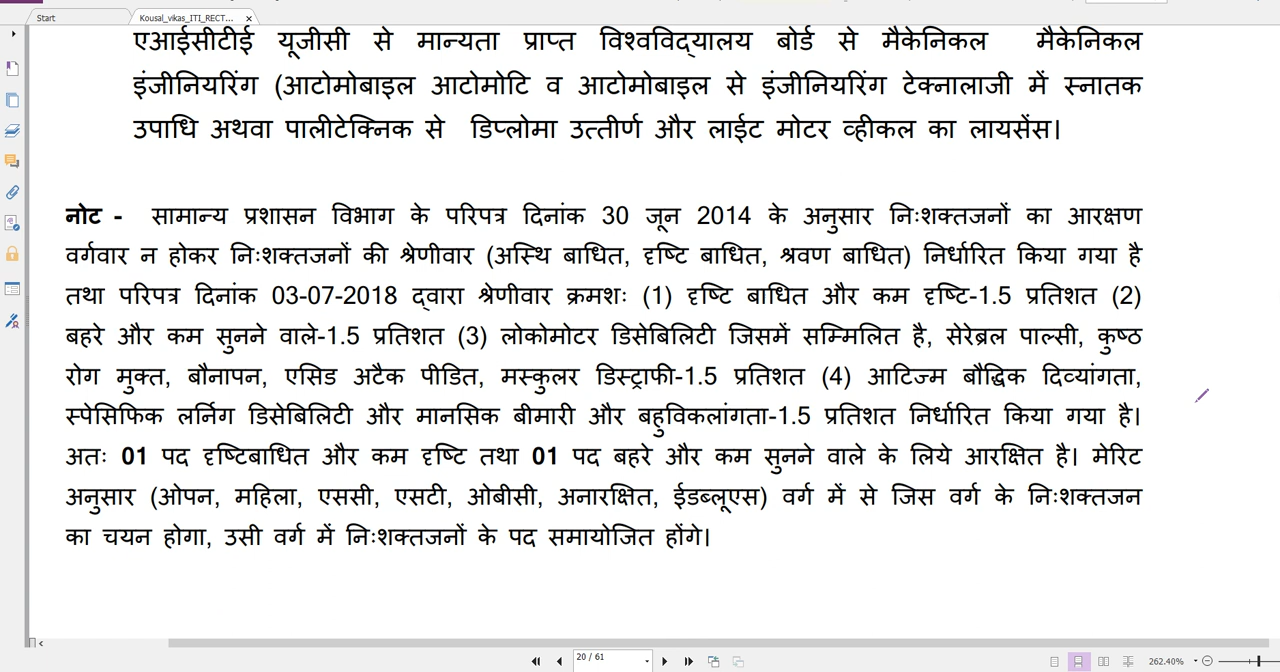 Start
Kousal_vikas_ITI_RECT...
एआईसीटीई यूजीसी से मान्यता प्राप्त विश्वविद्यालय बोर्ड से मैकेनिकल मैकेनिकल
इंजीनियरिंग (आटोमोबाइल आटोमोटि व आटोमोबाइल से इंजीनियरिंग टेक्नालाजी में स्नातक
उपाधि अथवा पालीटेक्निक से डिप्लोमा उत्तीर्ण और लाईट मोटर व्हीकल का लायसेंस।
नोट - सामान्य प्रशासन विभाग के परिपत्र दिनांक 30 जून 2014 के अनुसार निःशक्तजनों का आरक्षण
वर्गवार न होकर निःशक्तजनों की श्रेणीवार (अस्थि बाधित, दृष्टि बाधित, श्रवण बाधित) निर्धारित किया गया है
तथा परिपत्र दिनांक 03-07-2018 द्वारा श्रेणीवार क्रमशः (1) दृष्टि बाधित और कम दृष्टि-1.5 प्रतिशत (2)
बहरे और कम सुनने वाले-1.5 प्रतिशत (3) लोकोमोटर डिसेबिलिटी जिसमें सम्मिलित है, सेरेब्रल पाल्सी, कुष्ठ
रोग मुक्त, बौनापन, एसिड अटैक पीडित, मस्कुलर डिस्ट्राफी-1.5 प्रतिशत (4) आटिज्म बौद्धिक दिव्यांगता,
स्पेसिफिक लर्निग डिसेबिलिटी और मानसिक बीमारी और बहुविकलांगता-1.5 प्रतिशत निर्धारित किया गया है।
अतः 01 पद दृष्टिबाधित और कम दृष्टि तथा 01 पद बहरे और कम सुनने वाले के लिये आरक्षित है। मेरिट
अनुसार (ओपन, महिला, एससी, एसटी, ओबीसी, अनारक्षित, ईडब्लूएस) वर्ग में से जिस वर्ग के निःशक्तजन
का चयन होगा, उसी वर्ग में निःशक्तजनों के पद समायोजित होंगे।
20 / 61
262.40%